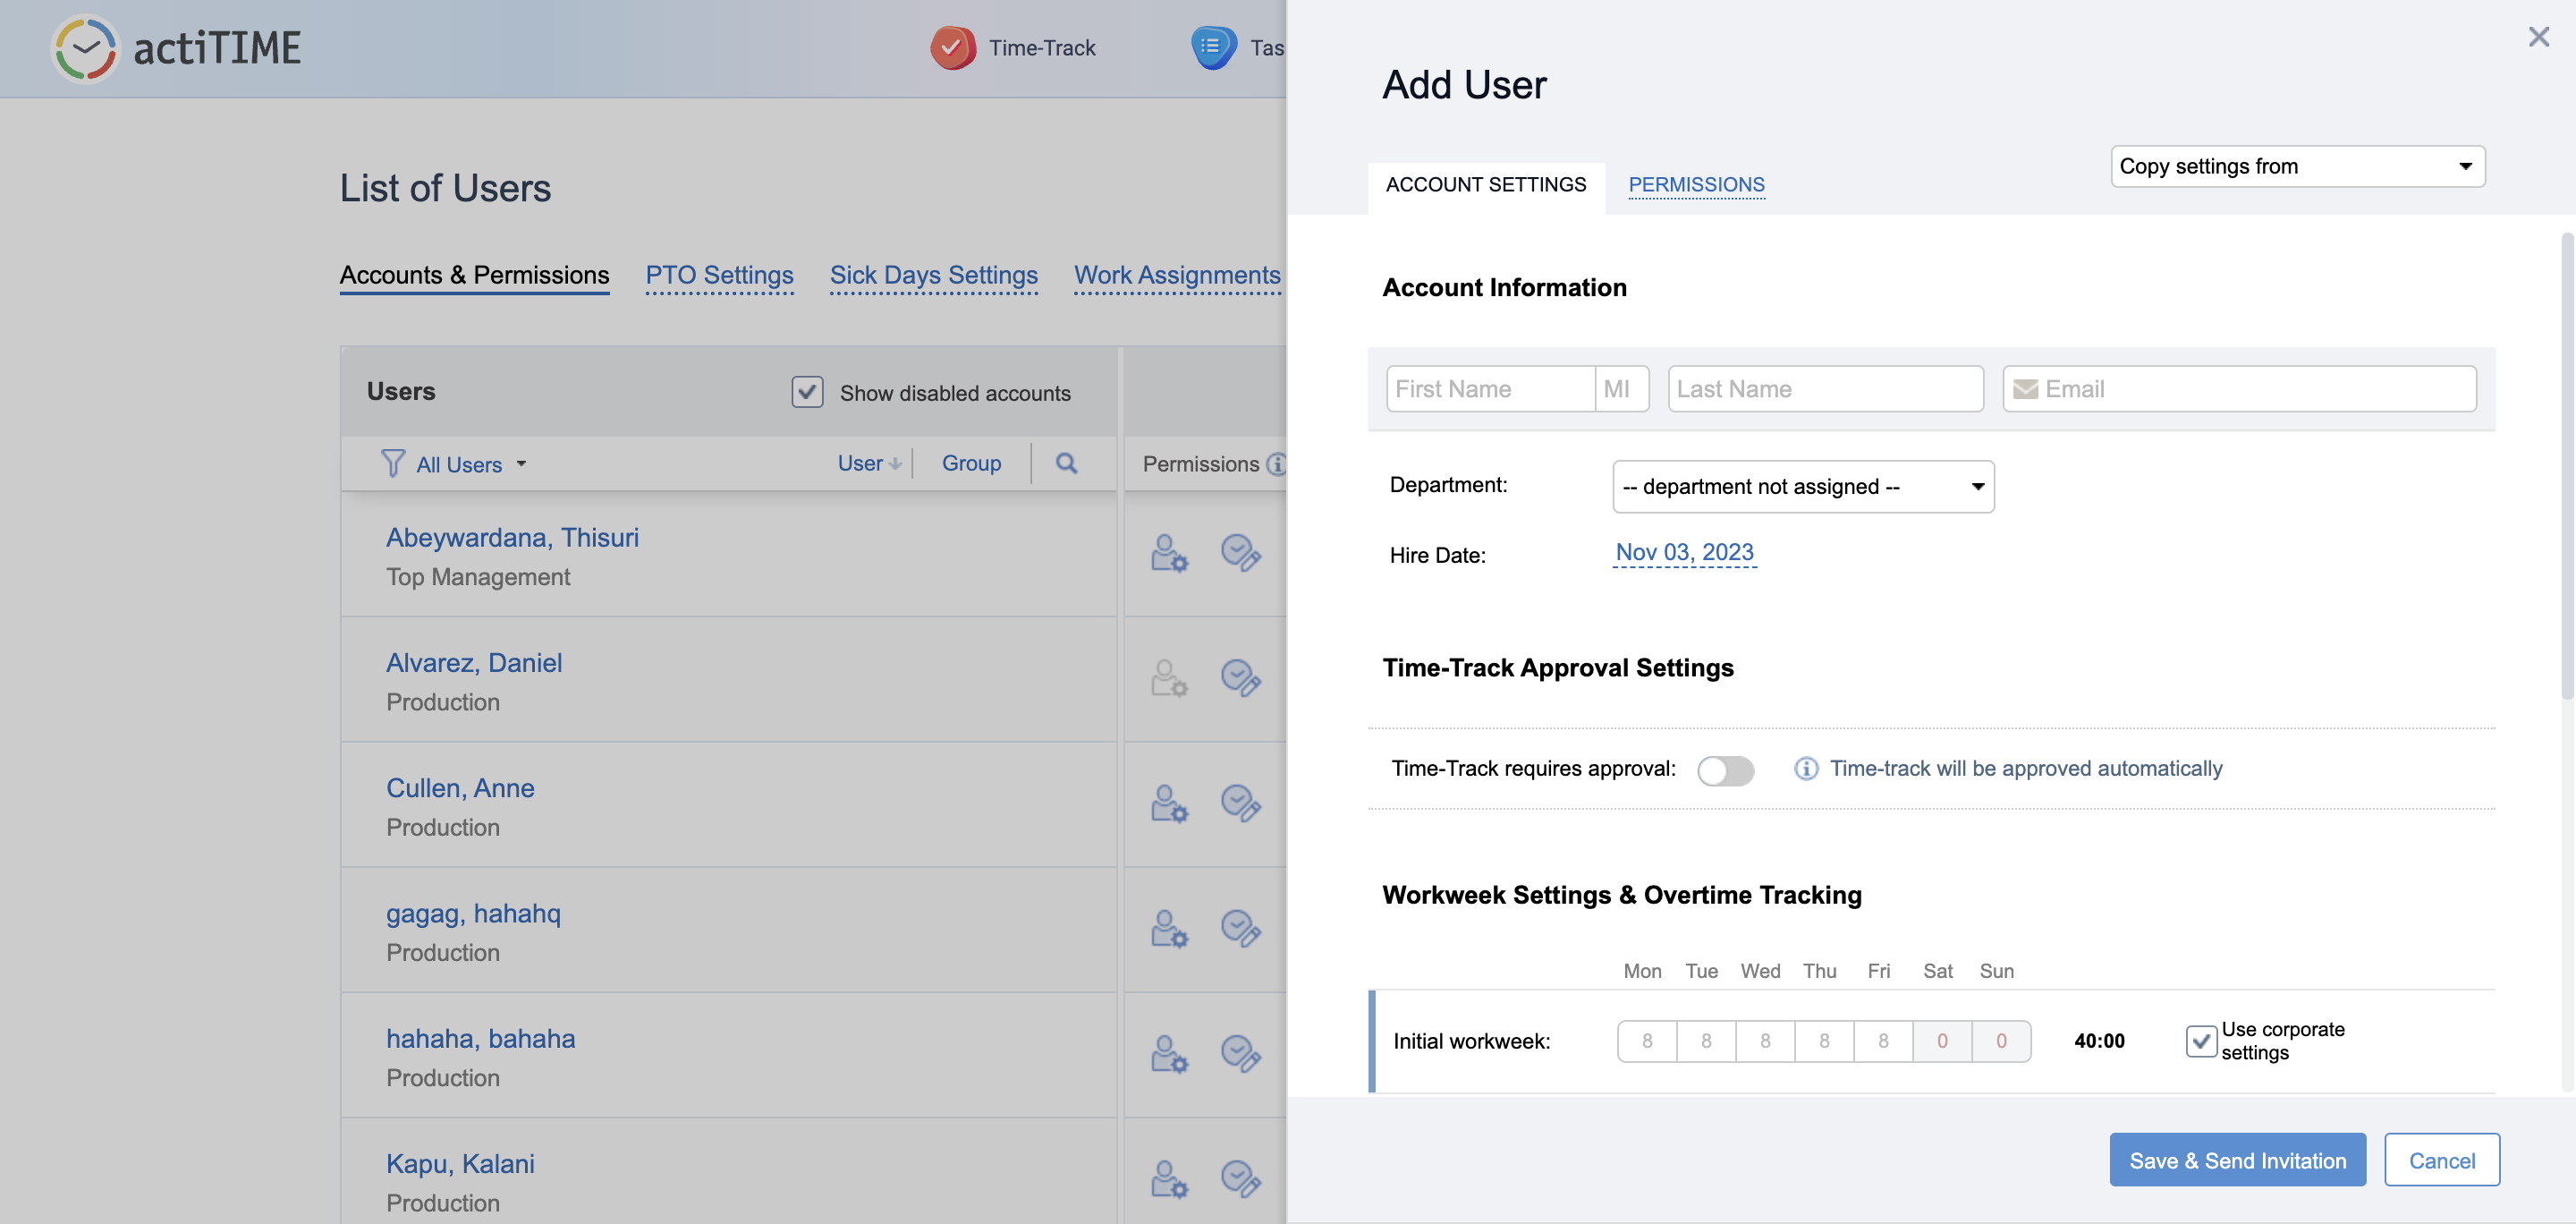 actiTIME
Time-Track
Tas
List of Users
Accounts & Permissions PTO Settings Sick Days Settings Work Assignments
Users Show disabled accounts
All Users User Group Permissions
Abeywardana, Thisuri
Top Management
Alvarez, Daniel
Production
Cullen, Anne
Production
gagag, hahahq
Production
hahaha, bahaha
Production
Kapu, Kalani
Production
Add User
ACCOUNT SETTINGS PERMISSIONS Copy settings from
Account Information
First Name MI Last Name Email
Department: -- department not assigned --
Hire Date: Nov 03, 2023
Time-Track Approval Settings
Time-Track requires approval: Time-track will be approved automatically
Workweek Settings & Overtime Tracking
Mon Tue Wed Thu Fri Sat Sun
Initial workweek: 8 8 8 8 8 0 0 40:00 Use corporate
settings
Save & Send Invitation Cancel